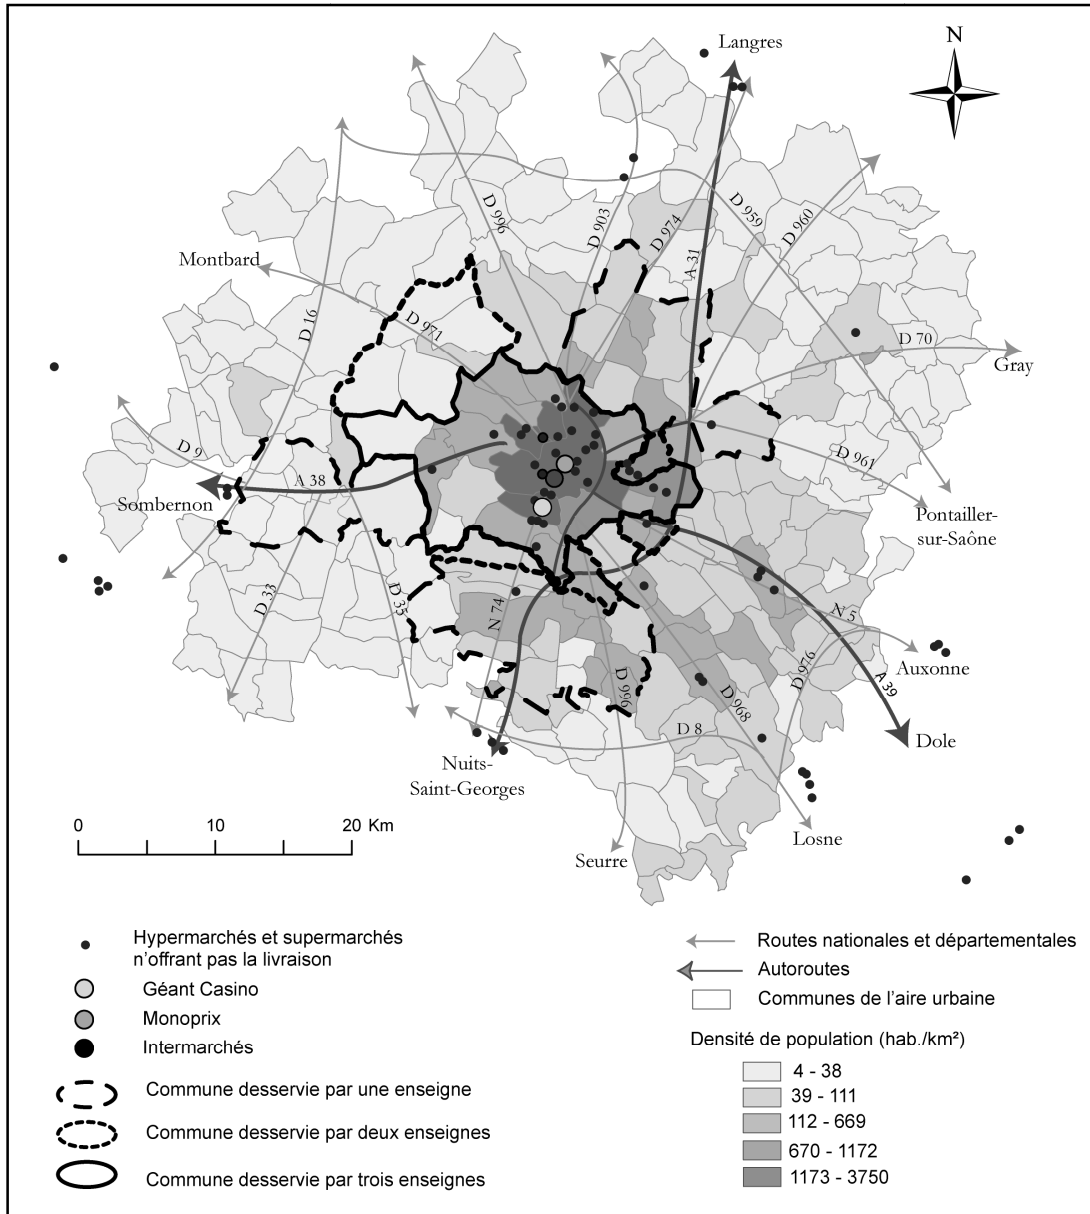 Langres
N
D 996
D 903
D 974
D 959
D 960
A 31
Montbard
D 16
D 971
D 70
Gray
D 9
A 38
Sombernon
D 961
Pontailler-
sur-Saône
D 33
D 35
N 74
D 996
D 968
D 976
N 5
Auxonne
A 39
D 8
Dole
Nuits-
Saint-Georges
Losne
Seurre
0 10 20 Km
Hypermarchés et supermarchés
n'offrant pas la livraison
Géant Casino
Monoprix
Intermarchés
Commune desservie par une enseigne
Commune desservie par deux enseignes
Commune desservie par trois enseignes
Routes nationales et départementales
Autoroutes
Communes de l'aire urbaine
Densité de population (hab./km²)
4 - 38
39 - 111
112 - 669
670 - 1172
1173 - 3750